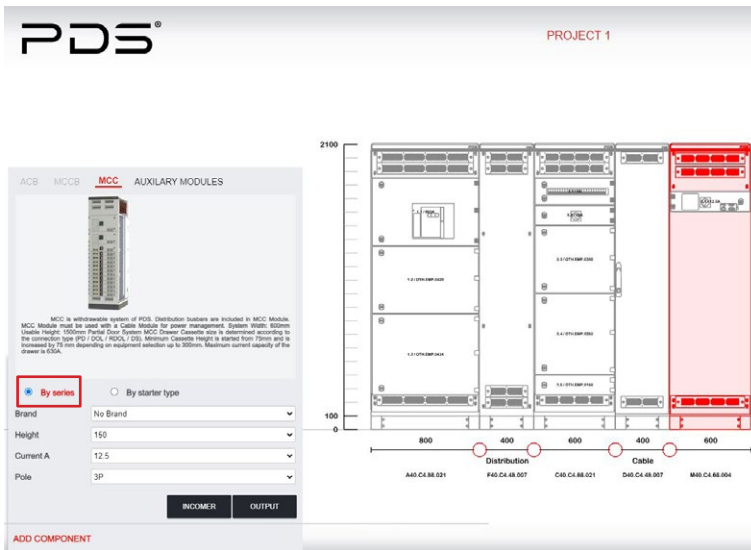 PDS®
PROJECT 1
ACB MCCB MCC AUXILARY MODULES
MCC is withdrawable system of PDS. Distribution busbars are included in MCC Module.
MCC Module must be used with a Cable Module for power management. System Width: 600mm
Usable Height: 1500mm Partial Door System MCC Drawer Cassette size is determined according to
the connection type (PD / DOL / RDOL / DS). Minimum Cassette Height is started from 75mm and is
increased by 75 mm depending on equipment selection up to 300mm. Maximum current capacity of the
drawer is 630A.
By series By starter type
Brand No Brand
Height 150
Current A 12.5
Pole 3P
INCOMER OUTPUT
ADD COMPONENT
2100
100
0
800 400 600 400 600
Distribution Cable
A40.C4.88.021 F40.C4.48.007 C40.C4.68.021 D40.C4.48.007 M40.C4.68.004